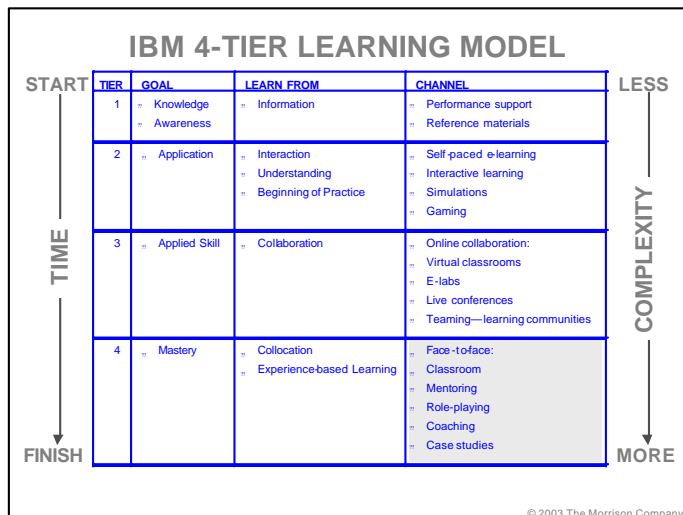 IBM 4-TIER LEARNING MODEL
START
LESS
TIER GOAL LEARN FROM CHANNEL
1 „ Knowledge „ Information „ Performance support
„ Awareness „ Reference materials
2 „ Application „ Interaction „ Self-paced e-learning
„ Understanding „ Interactive learning
„ Beginning of Practice „ Simulations
„ Gaming
TIME
COMPLEXITY
3 „ Applied Skill „ Collaboration „ Online collaboration:
„ Virtual classrooms
„ E-labs
„ Live conferences
„ Teaming—learning communities
4 „ Mastery „ Collocation „ Face-to-face:
„ Experience-based Learning „ Classroom
„ Mentoring
„ Role-playing
„ Coaching
„ Case studies
FINISH
MORE
© 2003 The Morrison Company